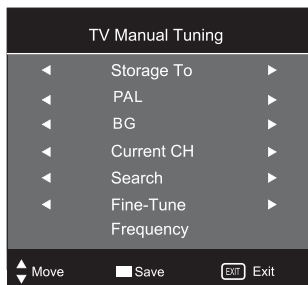 TV Manual Tuning
Storage To
PAL
BG
Current CH
Search
Fine-Tune
Frequency
Move Save EXIT Exit